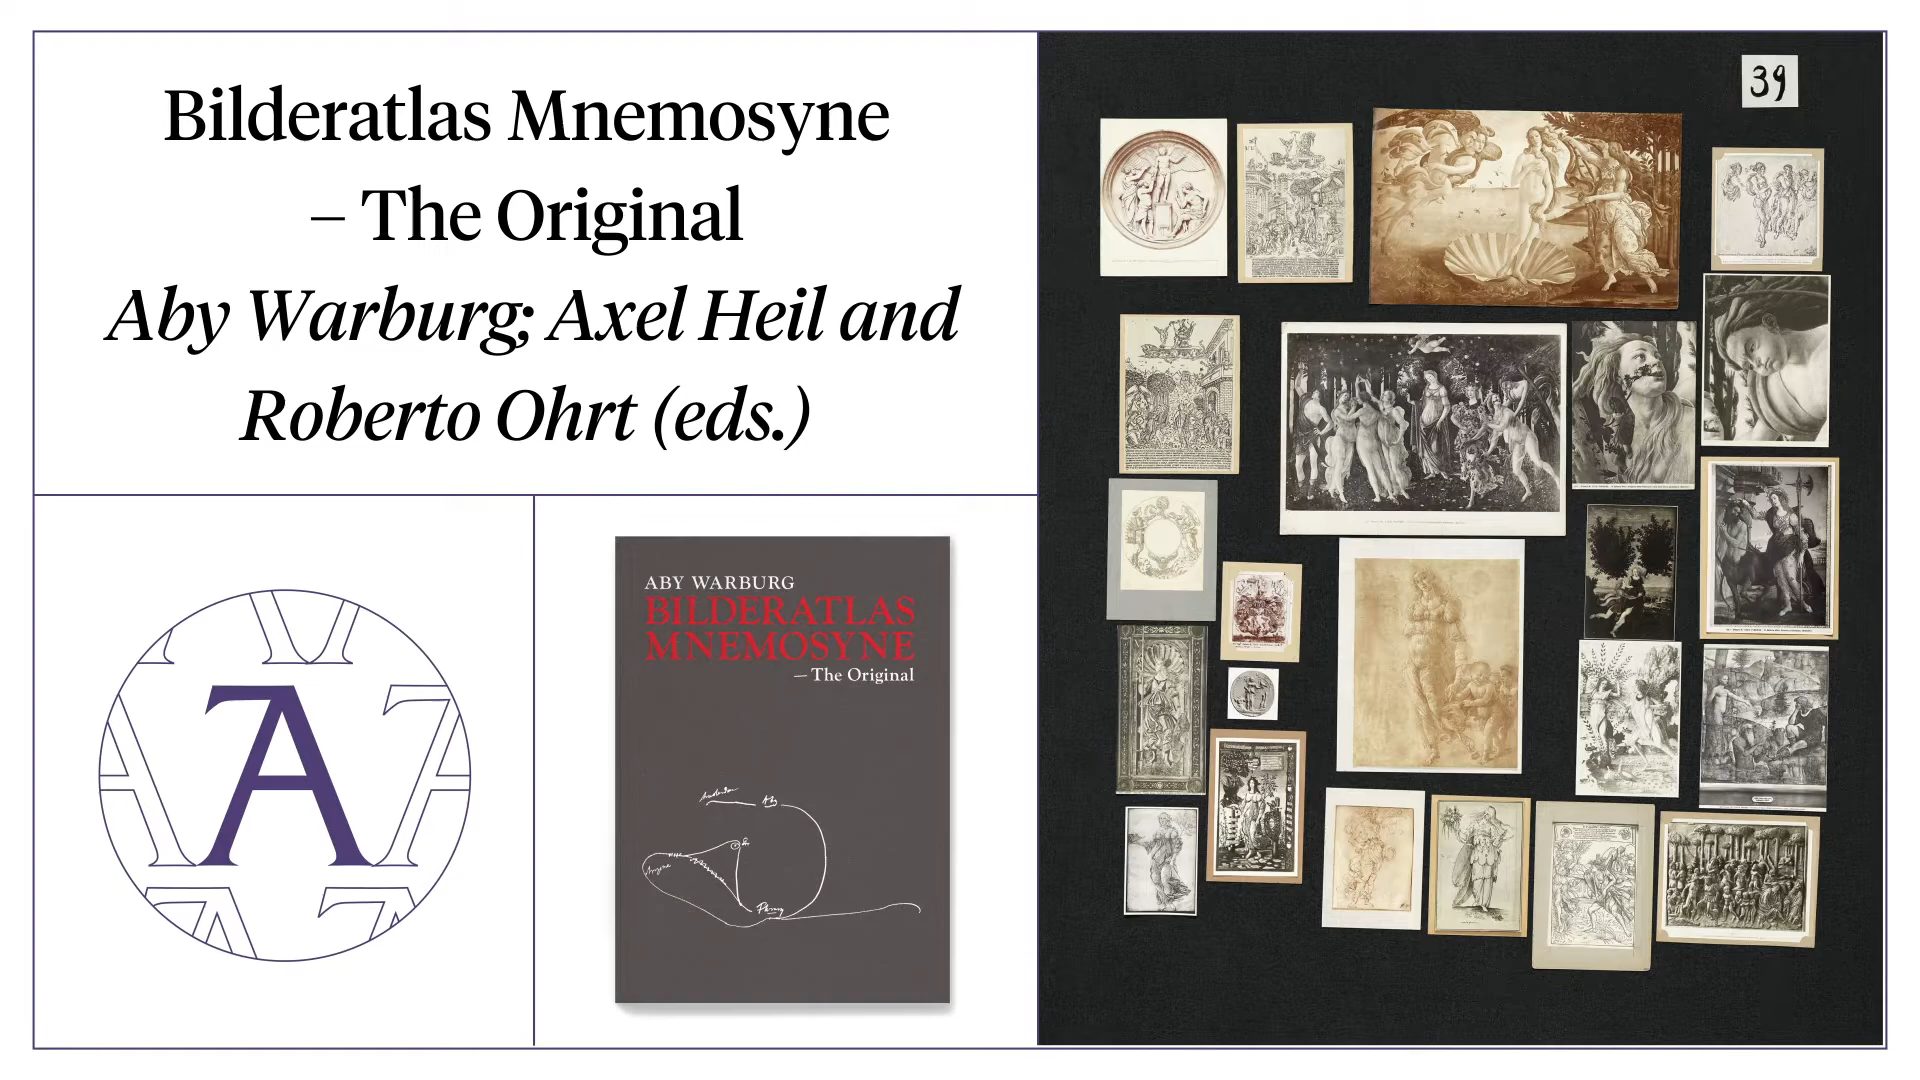 Bilderatlas Mnemosyne
– The Original
Aby Warburg; Axel Heil and
Roberto Ohrt (eds.)
A
ABY WARBURG
BILDERATLAS
MNEMOSYNE
– The Original
Aby
39